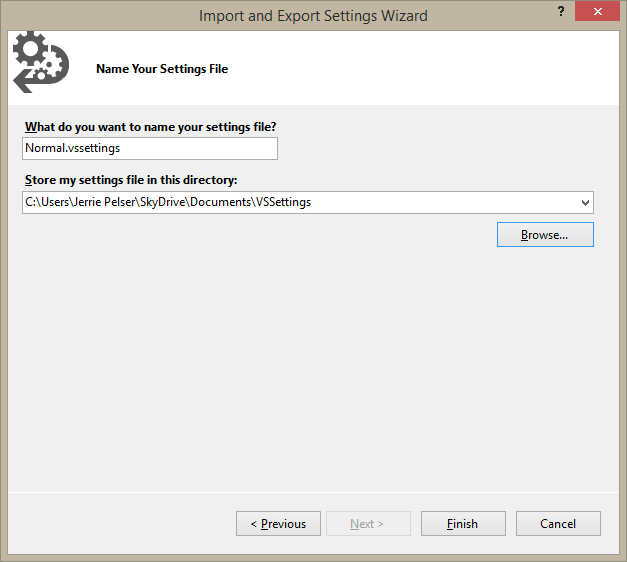 Import and Export Settings Wizard
?
Name Your Settings File
What do you want to name your settings file?
Normal.vssettings
Store my settings file in this directory:
C:\Users\Jerrie Pelser\SkyDrive\Documents\VSSettings
Browse...
< Previous
Next >
Finish
Cancel